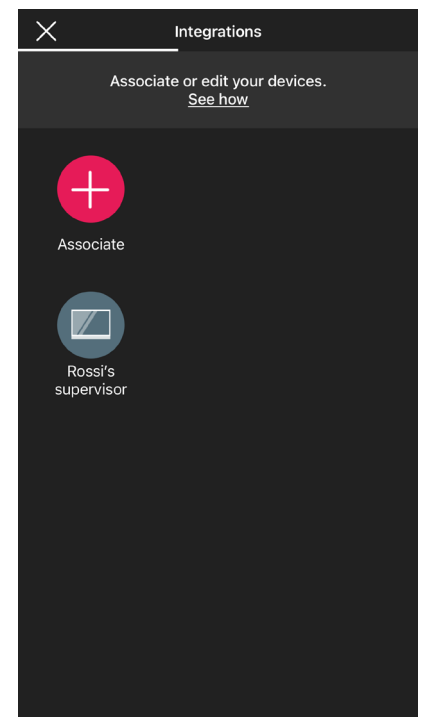 Integrations
Associate or edit your devices.
See how
Associate
Rossi's
supervisor